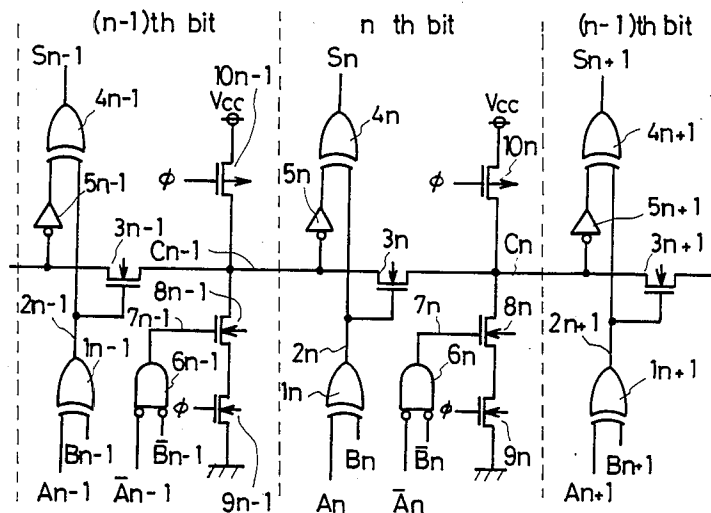 (n-1)th bit
n th bit
(n-1)th bit
Sn-1
Sn
Sn+1
10n-1
4n-1
Vcc
4n
Vcc
4n+1
10n
ϕ
5n
ϕ
5n-1
5n+1
3n-1
Cn-1
3n
Cn
3n+1
8n-1
7n-1
7n
8n
2n-1
2n
2n+1
1n-1
6n-1
1n
6n
1n+1
ϕ
ϕ
Bn-1
B̅n-1
Bn
B̅n
9n
Bn+1
An-1
A̅n-1
9n-1
An
A̅n
An+1